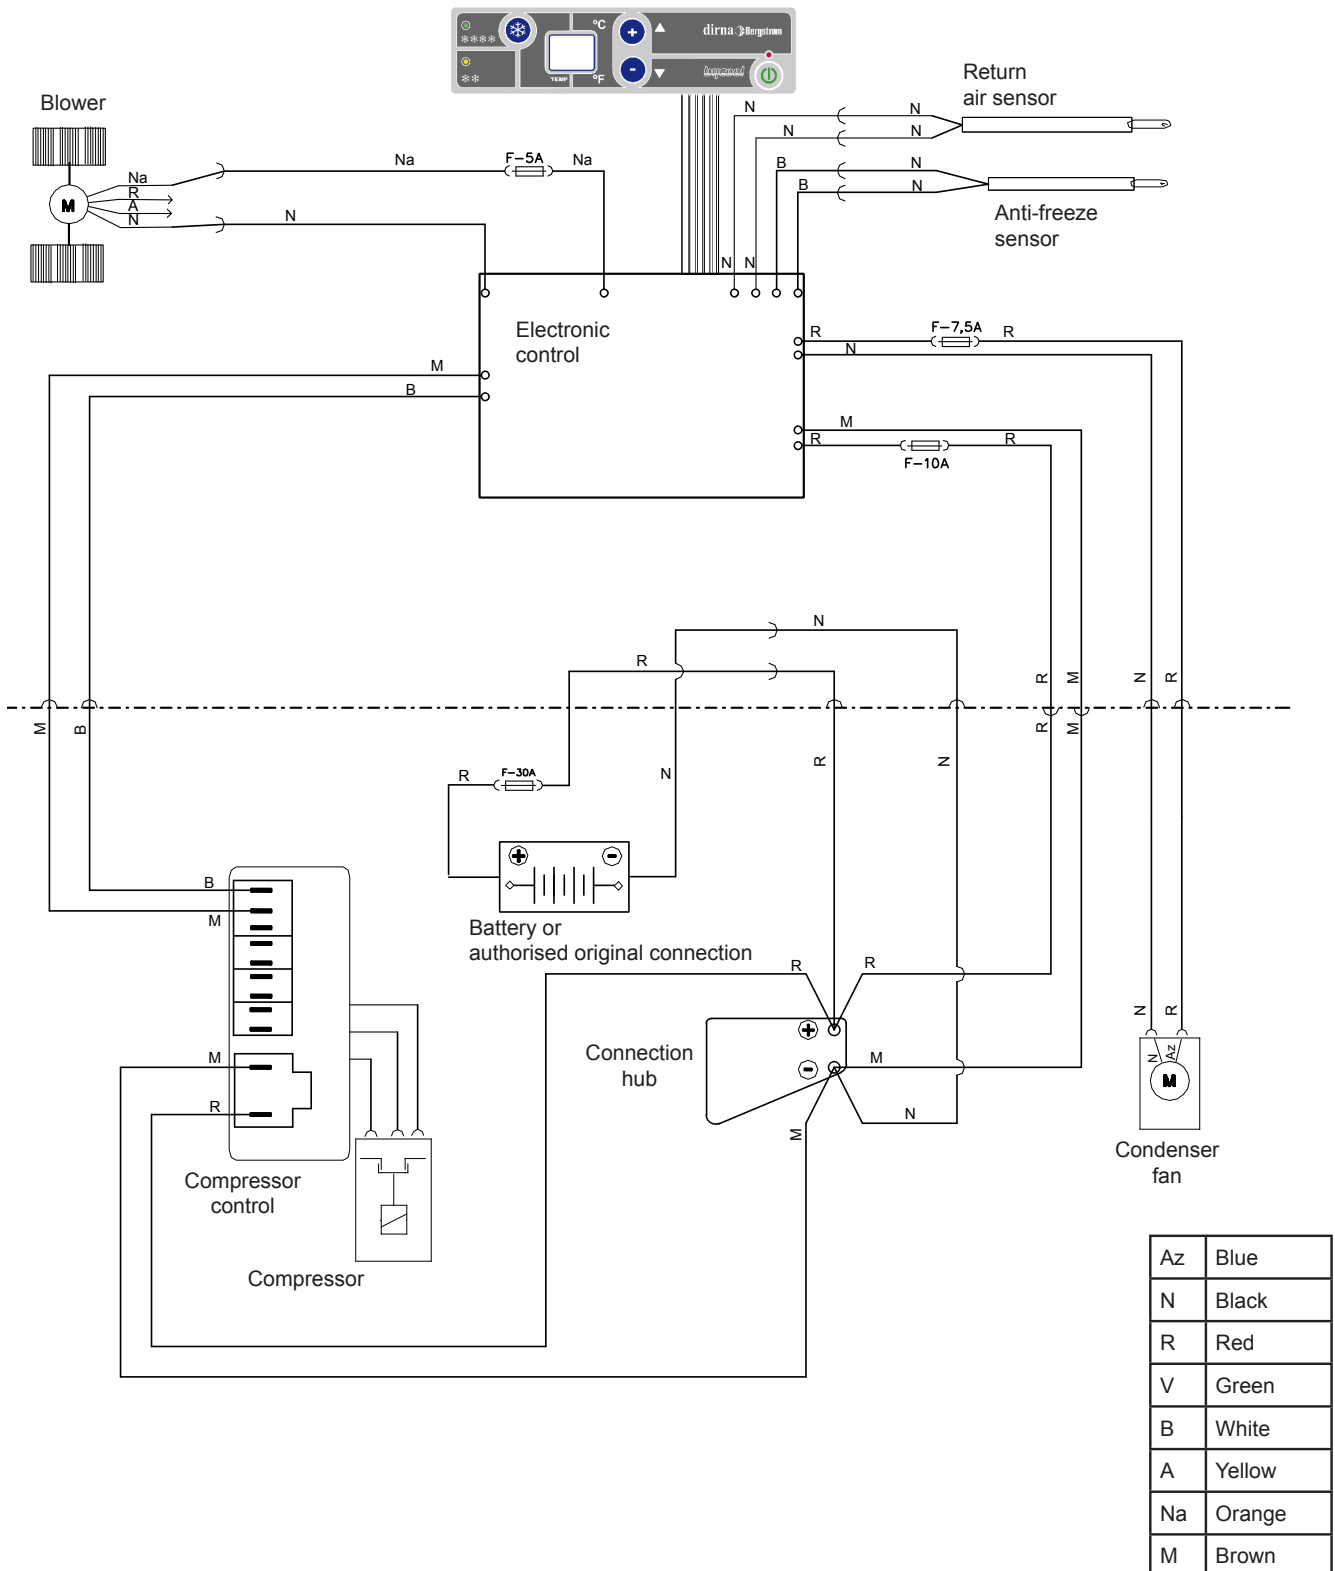 °C
+
dirna Bergstrom
TEMP
°F
-
bycool
Return
air sensor
Blower
N
N
N
N
F-5A
Na
Na
B
N
Na
R
A
N
M
B
N
N
Anti-freeze
sensor
N
N
Electronic
control
R
F-7,5A
R
N
M
B
M
R
R
F-10A
N
R
R
M
N
R
M
B
R
M
R
F-30A
N
R
N
+
-
B
M
Battery or
authorised original connection
R
R
N
R
+
Connection
hub
-
M
N
Az
M
M
R
N
M
Condenser
fan
Compressor
control
Compressor
Az Blue
N Black
R Red
V Green
B White
A Yellow
Na Orange
M Brown